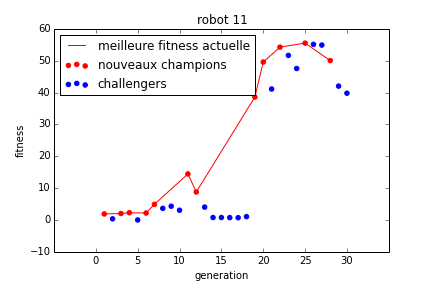 robot 11
meilleure fitness actuelle
nouveaux champions
challengers
60
50
40
30
20
10
0
−10
fitness
0 5 10 15 20 25 30
generation